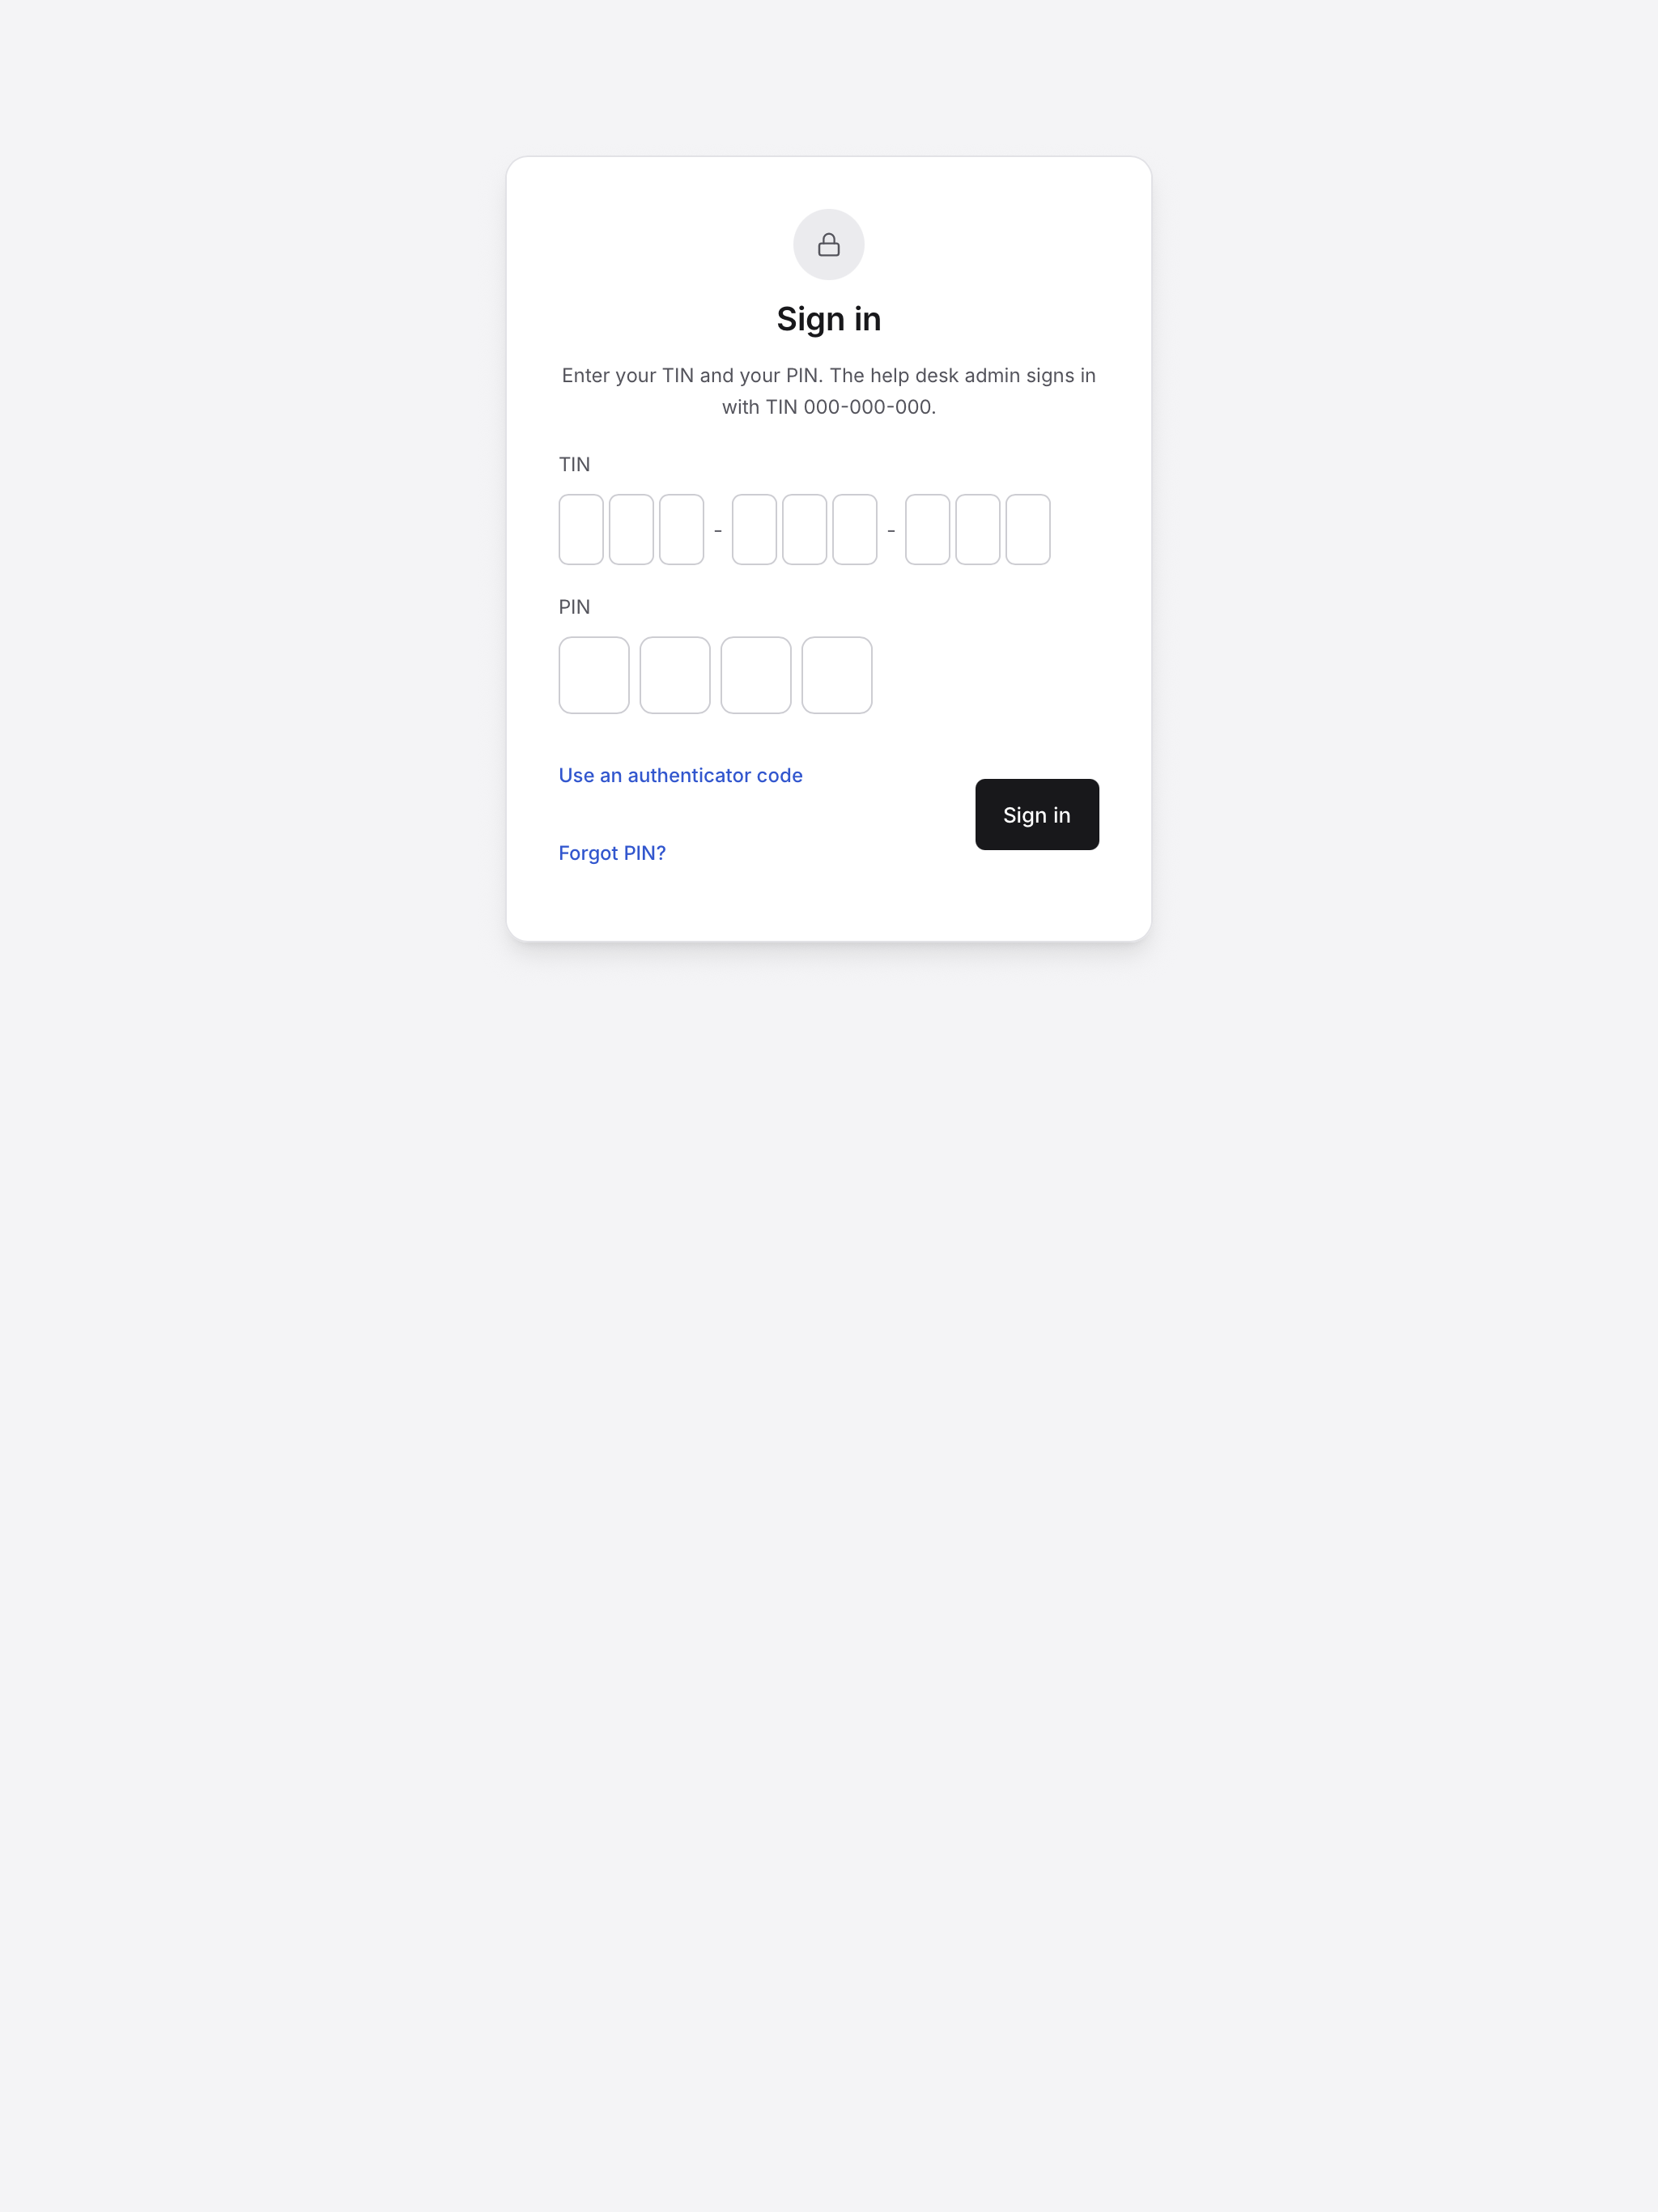 Sign in
Enter your TIN and your PIN. The help desk admin signs in
with TIN 000-000-000.
TIN
- -
PIN
Use an authenticator code
Sign in
Forgot PIN?